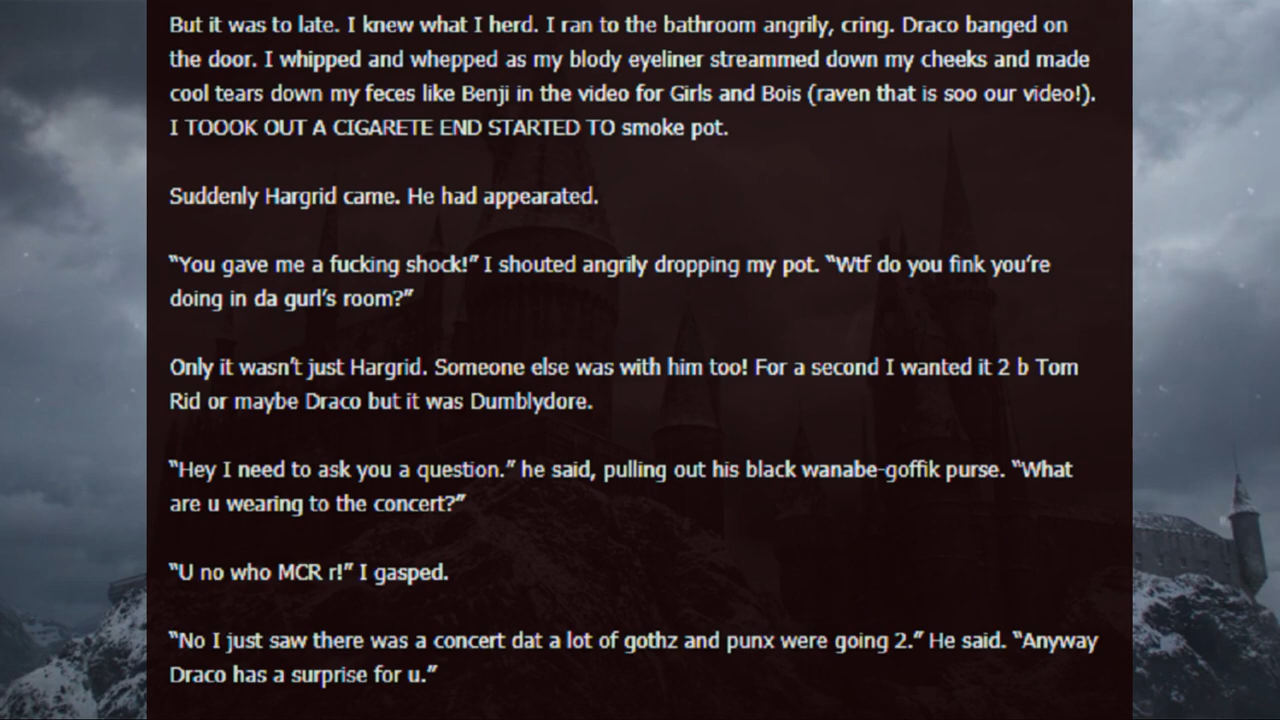 But it was to late. I knew what I herd. I ran to the bathroom angrily, cring. Draco banged on
the door. I whipped and whepped as my blody eyeliner streammed down my cheeks and made
cool tears down my feces like Benji in the video for Girls and Bois (raven that is soo our video!).
I TOOOK OUT A CIGARETE END STARTED TO smoke pot.
Suddenly Hargrid came. He had appearated.
“You gave me a fucking shock!” I shouted angrily dropping my pot. “Wtf do you fink you’re
doing in da gurl’s room?”
Only it wasn’t just Hargrid. Someone else was with him too! For a second I wanted it 2 b Tom
Rid or maybe Draco but it was Dumblydore.
“Hey I need to ask you a question.” he said, pulling out his black wanabe-goffik purse. “What
are u wearing to the concert?”
“U no who MCR r!” I gasped.
“No I just saw there was a concert dat a lot of gothz and punx were going 2.” He said. “Anyway
Draco has a surprise for u.”